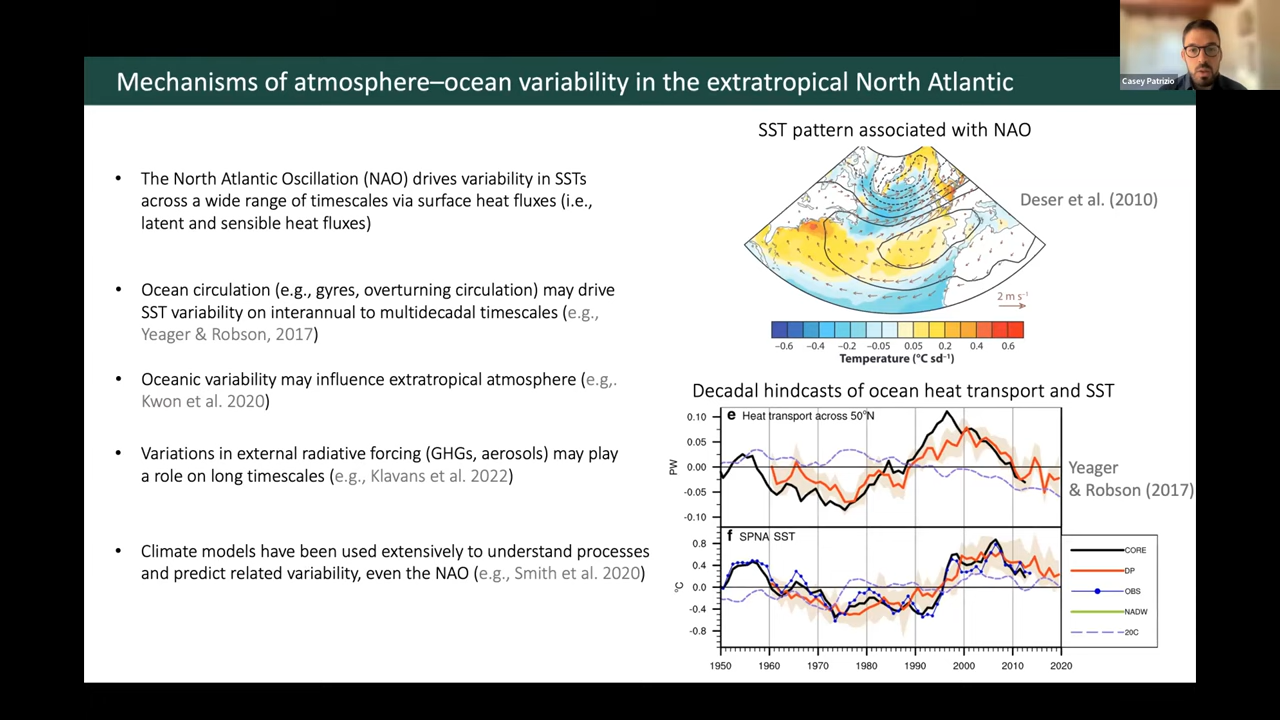 Casey Patrizio
Mechanisms of atmosphere–ocean variability in the extratropical North Atlantic
• The North Atlantic Oscillation (NAO) drives variability in SSTs
across a wide range of timescales via surface heat fluxes (i.e.,
latent and sensible heat fluxes)
• Ocean circulation (e.g., gyres, overturning circulation) may drive
SST variability on interannual to multidecadal timescales (e.g.,
Yeager & Robson, 2017)
• Oceanic variability may influence extratropical atmosphere (e.g,.
Kwon et al. 2020)
• Variations in external radiative forcing (GHGs, aerosols) may play
a role on long timescales (e.g., Klavans et al. 2022)
• Climate models have been used extensively to understand processes
and predict related variability, even the NAO (e.g., Smith et al. 2020)
SST pattern associated with NAO
Deser et al. (2010)
2 m s⁻¹
−0.6 −0.4 −0.2 −0.05 0.05 0.2 0.4 0.6
Temperature (°C sd⁻¹)
Decadal hindcasts of ocean heat transport and SST
e Heat transport across 50°N
0.10
0.05
0.00
-0.05
-0.10
PW
Yeager
& Robson (2017)
f SPNA SST
0.8
0.4
0.0
-0.4
-0.8
°C
1950 1960 1970 1980 1990 2000 2010 2020
CORE
DP
OBS
NADW
20C